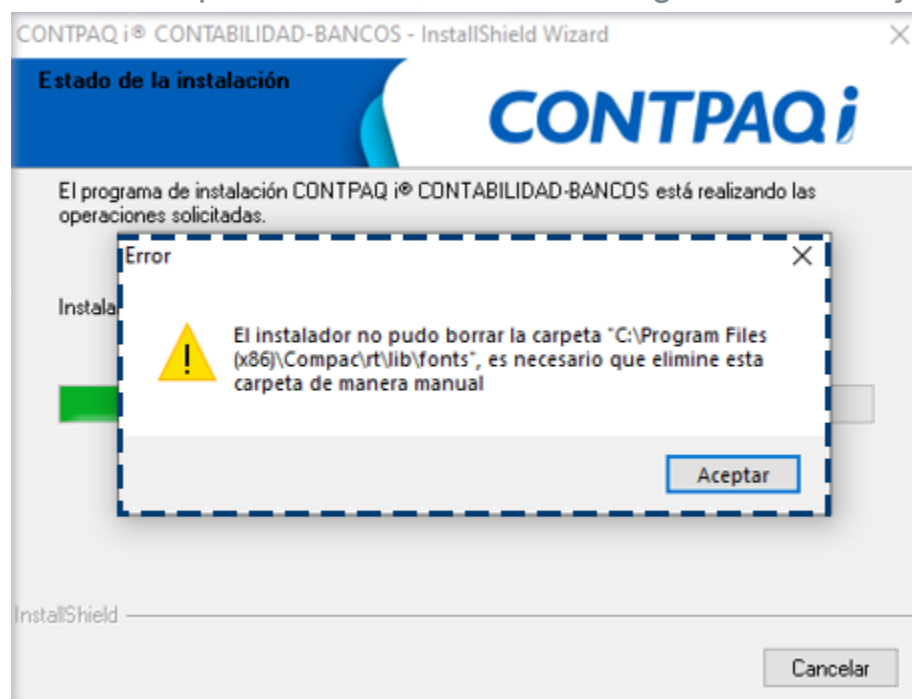 CONTPAQ i® CONTABILIDAD-BANCOS - InstallShield Wizard
Estado de la instalación
CONTPAQ i
El programa de instalación CONTPAQ i® CONTABILIDAD-BANCOS está realizando las
operaciones solicitadas.
Error
Instala
El instalador no pudo borrar la carpeta "C:\Program Files
(x86)\Compac\rt\lib\fonts", es necesario que elimine esta
carpeta de manera manual
Aceptar
InstallShield
Cancelar